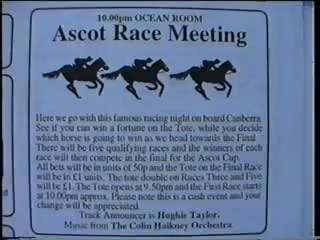 10.00pm OCEAN ROOM
Ascot Race Meeting
Here we go with this famous racing night on board Canberra.
See if you can win a fortune on the Tote, while you decide
which horse is going to win as we head towards the Final
There will be five qualifying races and the winners of each
race will then compete in the final for the Ascot Cup.
All bets will be in units of 50p and the Tote on the Final Race
will be in £1 units. The tote double on Races Three and Five
will be £1. The Tote opens at 9.50pm and the First Race starts
at 10.00pm approx. Please note this is a cash event and your
change will be appreciated.
Track Announcer is Hughie Taylor.
Music from The Colin Haikney Orchestra.